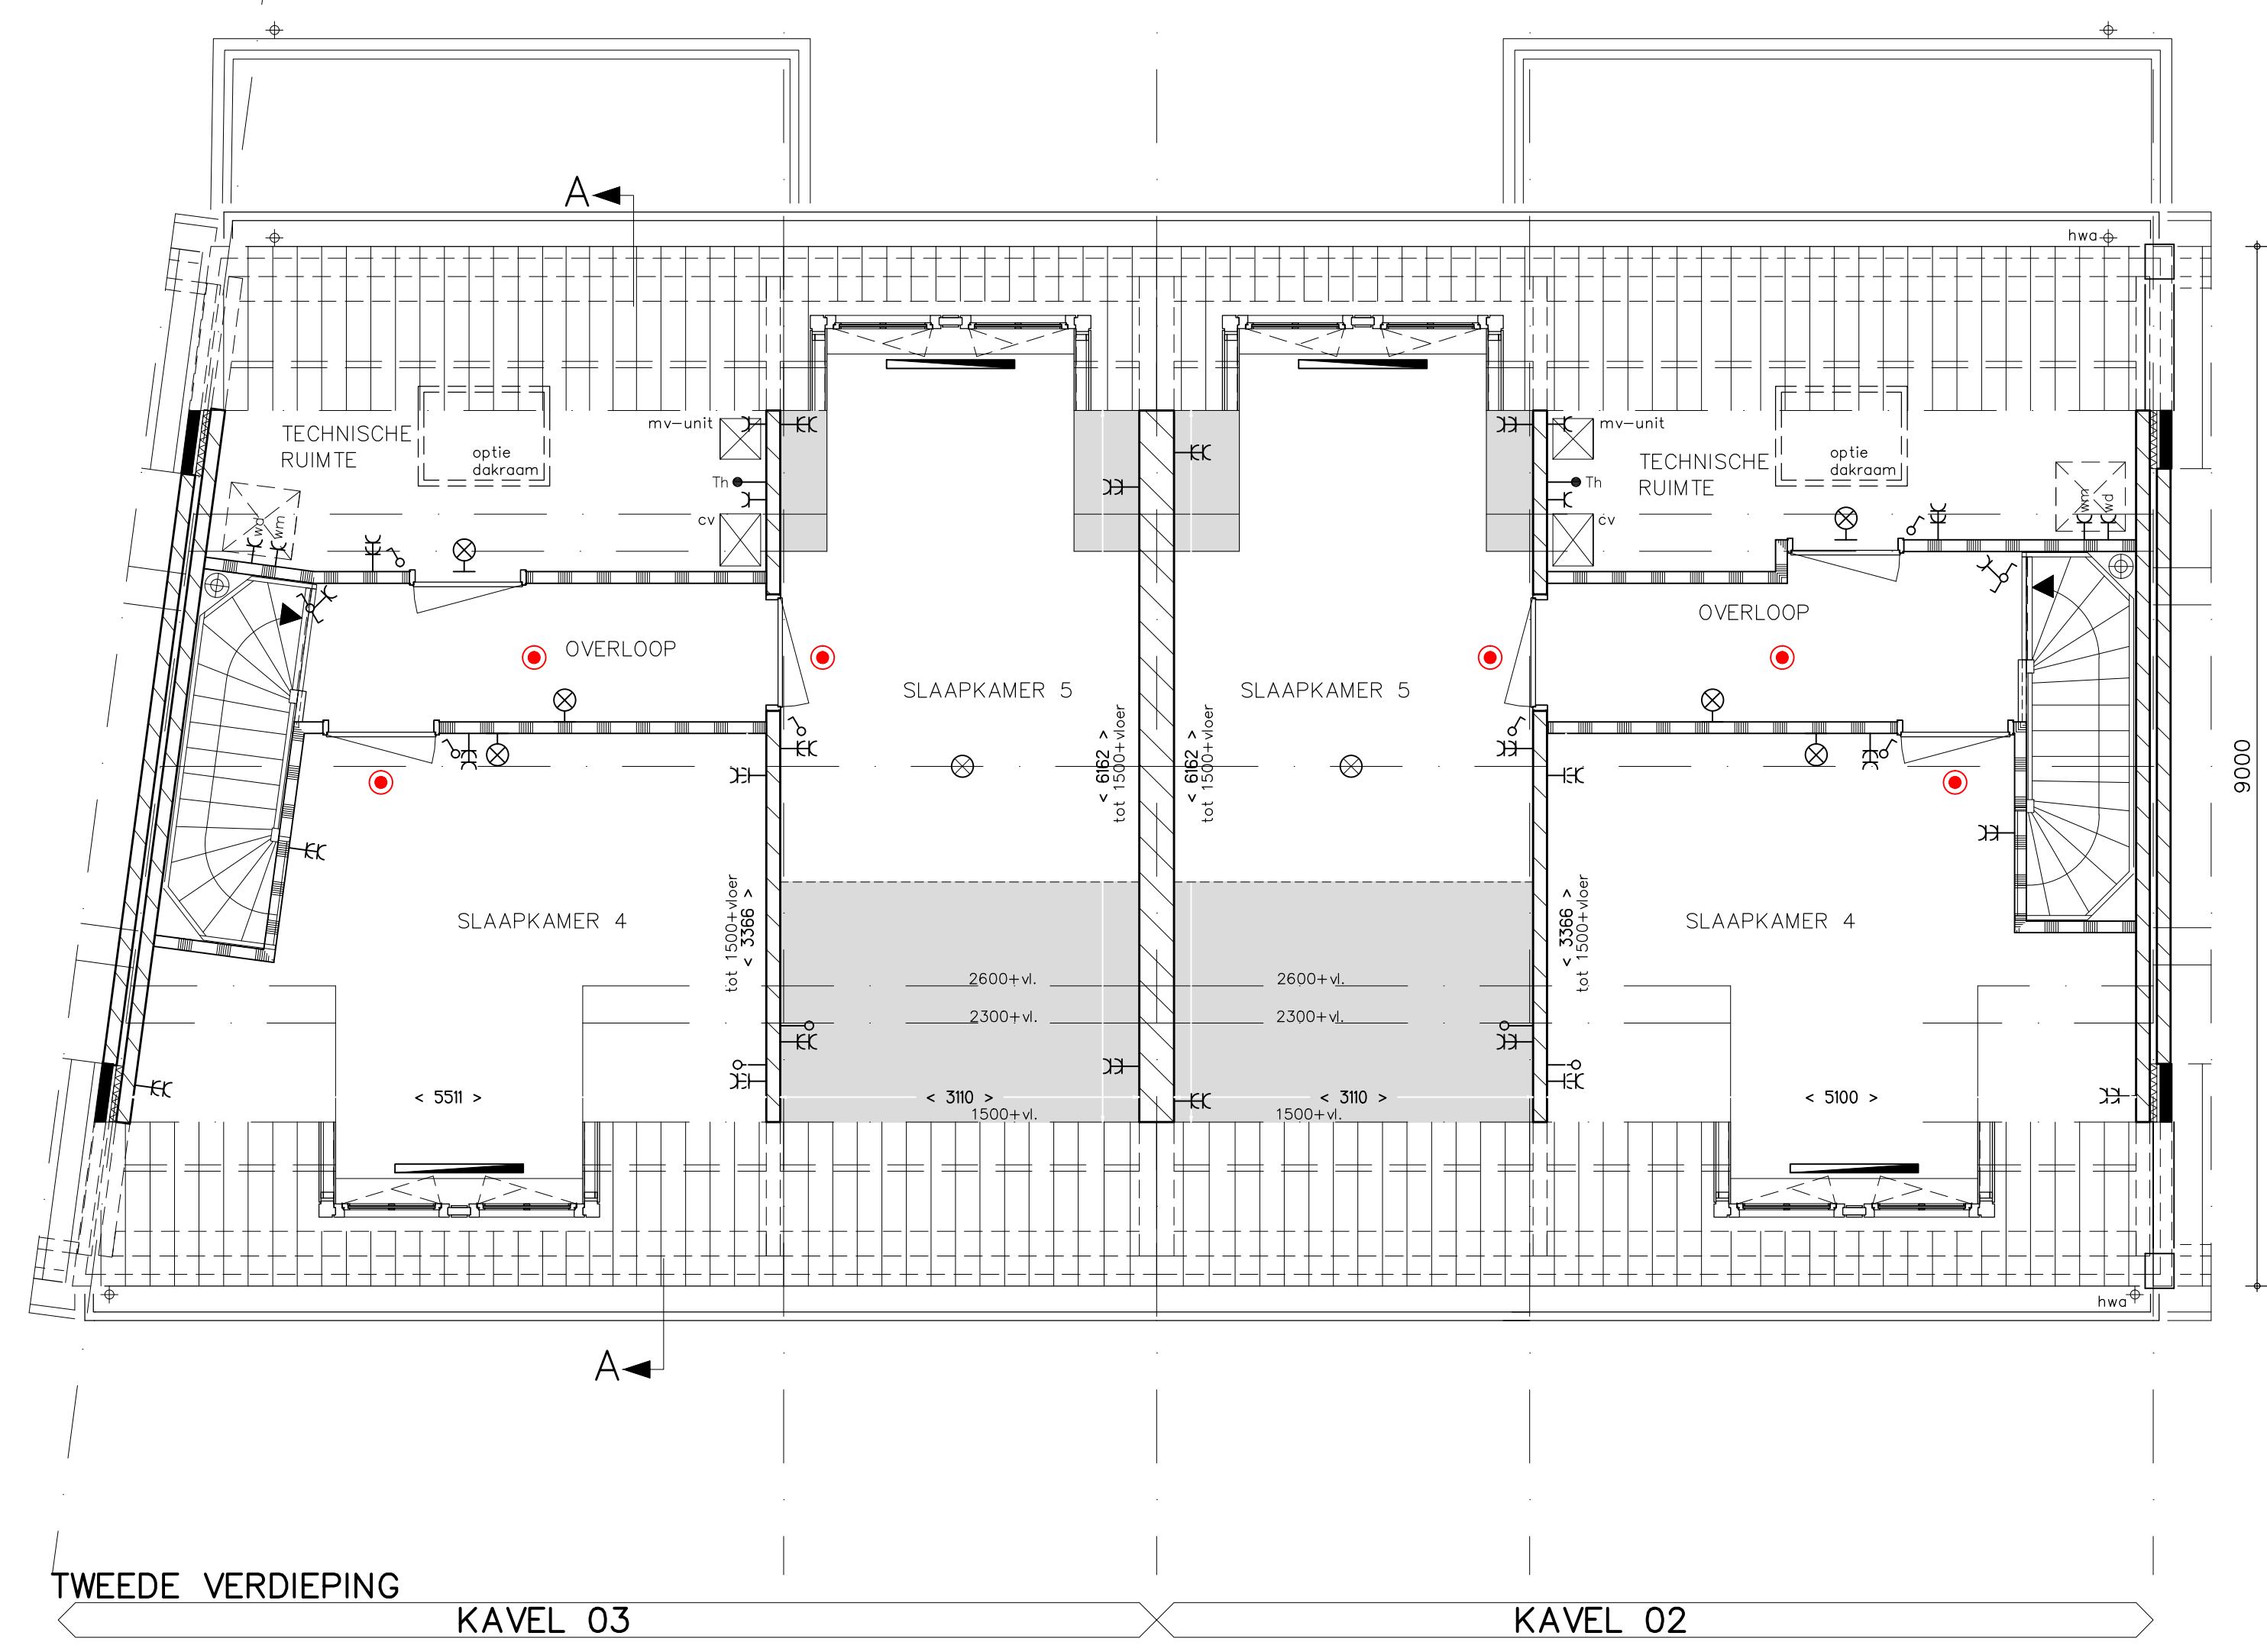 A
hwa
mv-unit
mv-unit
TECHNISCHE
RUIMTE
optie
dakraam
TECHNISCHE
RUIMTE
optie
dakraam
Th
Th
cv
cv
wd
wm
wm
wd
OVERLOOP
OVERLOOP
SLAAPKAMER 5
SLAAPKAMER 5
< 6162 >
tot 1500+vloer
< 6162 >
tot 1500+vloer
9000
tot 1500+vloer
< 3366 >
< 3366 >
tot 1500+vloer
SLAAPKAMER 4
SLAAPKAMER 4
2600+vl.
2600+vl.
2300+vl.
2300+vl.
< 5511 >
< 3110 >
< 3110 >
< 5100 >
1500+vl.
1500+vl.
hwa
A
TWEEDE VERDIEPING
KAVEL 03
KAVEL 02